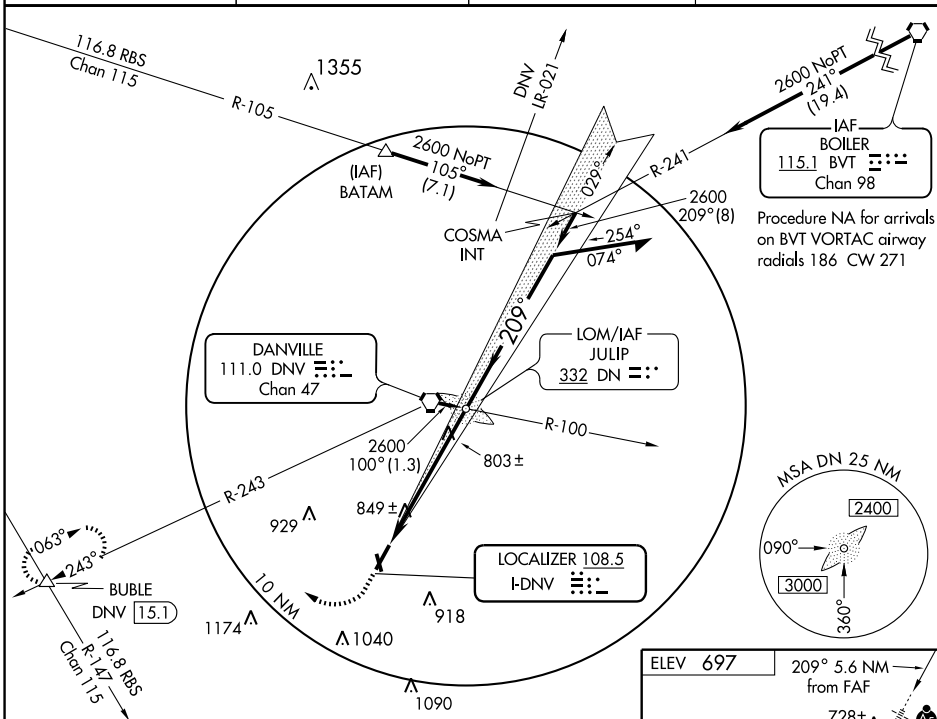 116.8 RBS
Chan 115
R-105
1355
DNV
LR-021
2600 NoPT
241°
(19.4)
IAF
BOILER
115.1 BVT
Chan 98
Procedure NA for arrivals
on BVT VORTAC airway
radials 186 CW 271
(IAF)
BATAM
2600 NoPT
105°
(7.1)
029°
R-241
2600
209° (8)
COSMA
INT
254°
074°
209°
DANVILLE
111.0 DNV
Chan 47
LOM/IAF
JULIP
332 DN
2600
100° (1.3)
R-100
803±
R-243
849±
929
063°
243°
BUBLE
DNV 15.1
LOCALIZER 108.5
I-DNV
10 NM
918
1174
1040
1090
116.8 RBS
R-147
Chan 115
MSA DN 25 NM
2400
090°
3000
360°
ELEV 697
209° 5.6 NM
from FAF
728±